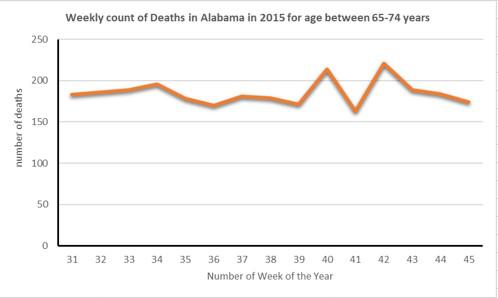 Weekly count of Deaths in Alabama in 2015 for age between 65-74 years
250
200
150
100
50
0
number of deaths
31 32 33 34 35 36 37 38 39 40 41 42 43 44 45
Number of Week of the Year